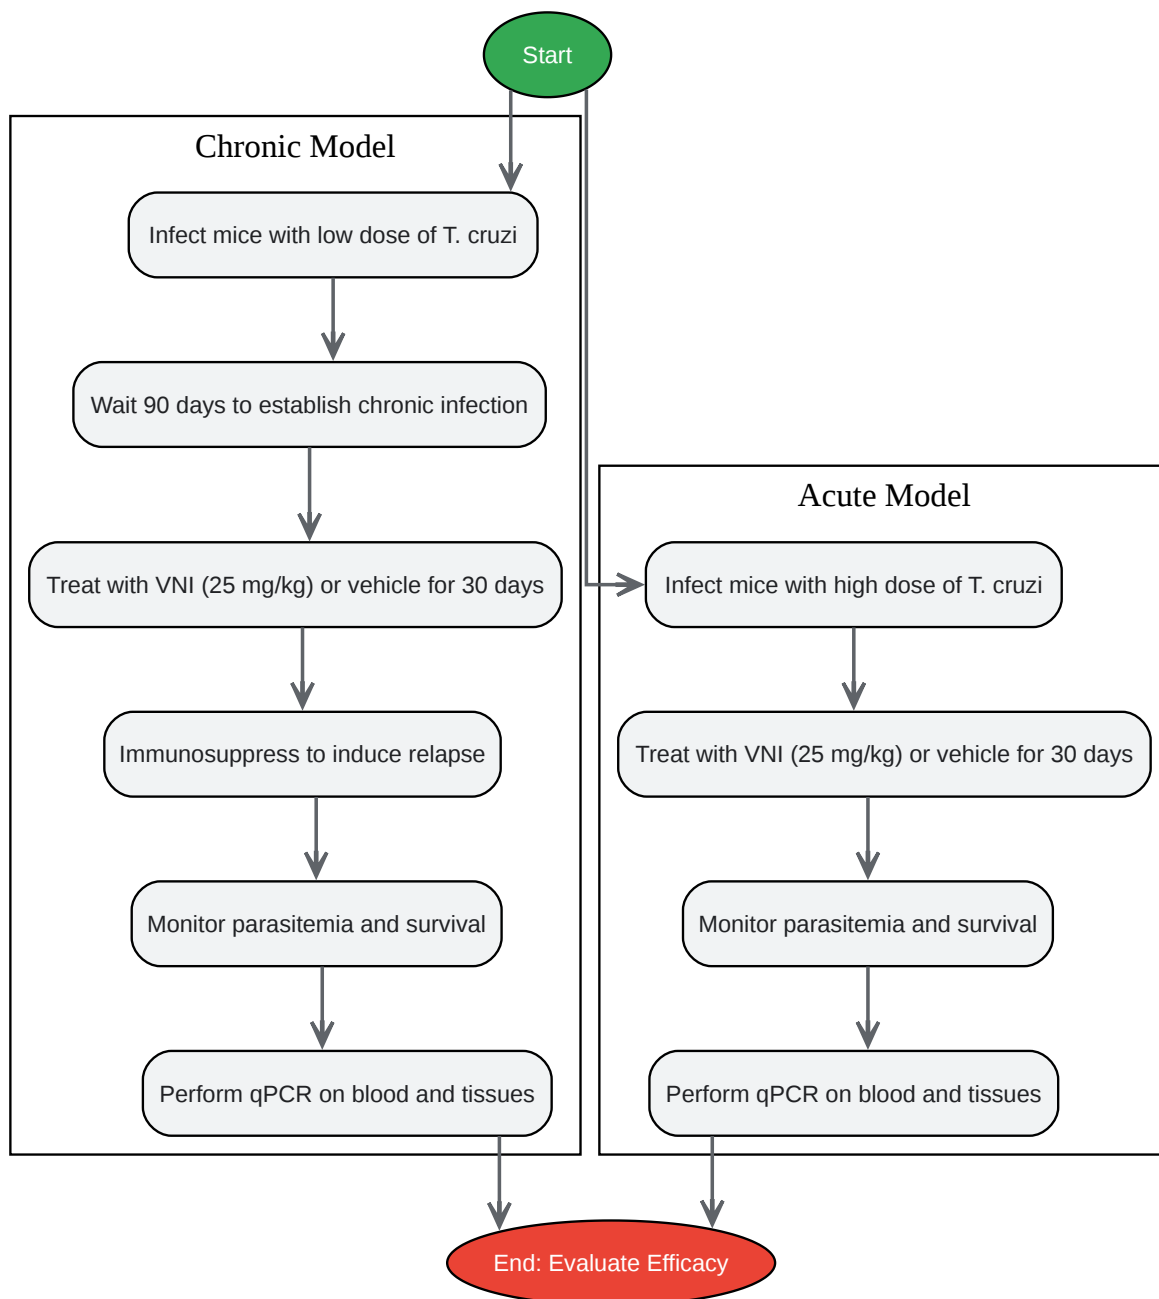 Start
Chronic Model
Infect mice with low dose of T. cruzi
Wait 90 days to establish chronic infection
Treat with VNI (25 mg/kg) or vehicle for 30 days
Immunosuppress to induce relapse
Monitor parasitemia and survival
Perform qPCR on blood and tissues
Acute Model
Infect mice with high dose of T. cruzi
Treat with VNI (25 mg/kg) or vehicle for 30 days
Monitor parasitemia and survival
Perform qPCR on blood and tissues
End: Evaluate Efficacy